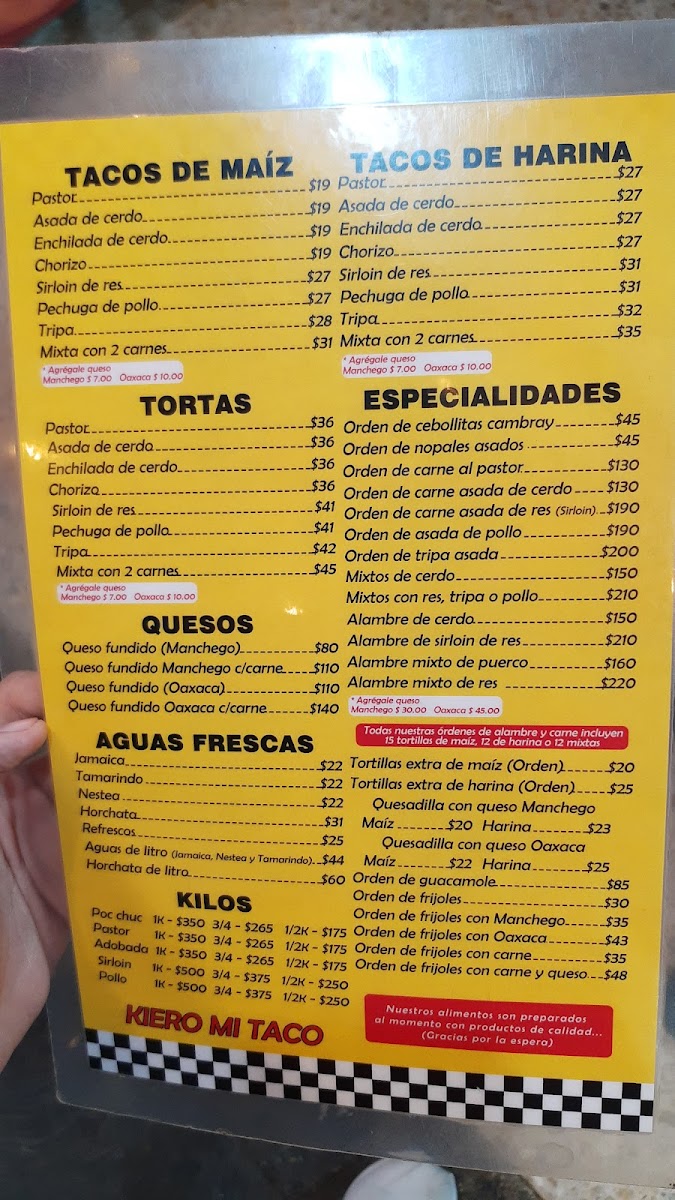 TACOS DE MAÍZ
Pastor $19
Asada de cerdo $19
Enchilada de cerdo $19
Chorizo $19
Sirloin de res $27
Pechuga de pollo $27
Tripa $28
Mixta con 2 carnes $31
* Agrégale queso
Manchego $ 7.00 Oaxaca $ 10.00
TORTAS
Pastor $36
Asada de cerdo $36
Enchilada de cerdo $36
Chorizo $36
Sirloin de res $41
Pechuga de pollo $41
Tripa $42
Mixta con 2 carnes $45
* Agrégale queso
Manchego $ 7.00 Oaxaca $ 10.00
QUESOS
Queso fundido (Manchego) $80
Queso fundido Manchego c/carne $110
Queso fundido (Oaxaca) $110
Queso fundido Oaxaca c/carne $140
AGUAS FRESCAS
Jamaica $22
Tamarindo $22
Nestea $22
Horchata $31
Refrescos $25
Aguas de litro (Jamaica, Nestea y Tamarindo) $44
Horchata de litro $60
KILOS
Poc chuc 1K - $350 3/4 - $265 1/2K - $175
Pastor 1K - $350 3/4 - $265 1/2K - $175
Adobada 1K - $350 3/4 - $265 1/2K - $175
Sirloin 1K - $500 3/4 - $375 1/2K - $250
Pollo 1K - $500 3/4 - $375 1/2K - $250
KIERO MI TACO
TACOS DE HARINA
Pastor $27
Asada de cerdo $27
Enchilada de cerdo $27
Chorizo $27
Sirloin de res $31
Pechuga de pollo $31
Tripa $32
Mixta con 2 carnes $35
* Agrégale queso
Manchego $ 7.00 Oaxaca $ 10.00
ESPECIALIDADES
Orden de cebollitas cambray $45
Orden de nopales asados $45
Orden de carne al pastor $130
Orden de carne asada de cerdo $130
Orden de carne asada de res (Sirloin) $190
Orden de asada de pollo $190
Orden de tripa asada $200
Mixtos de cerdo $150
Mixtos con res, tripa o pollo $210
Alambre de cerdo $150
Alambre de sirloin de res $210
Alambre mixto de puerco $160
Alambre mixto de res $220
* Agrégale queso
Manchego $ 30.00 Oaxaca $ 45.00
Todas nuestras órdenes de alambre y carne incluyen
15 tortillas de maíz, 12 de harina o 12 mixtas
Tortillas extra de maíz (Orden) $20
Tortillas extra de harina (Orden) $25
Quesadilla con queso Manchego
Maíz $20 Harina $23
Quesadilla con queso Oaxaca
Maíz $22 Harina $25
Orden de guacamole $85
Orden de frijoles $30
Orden de frijoles con Manchego $35
Orden de frijoles con Oaxaca $43
Orden de frijoles con carne $35
Orden de frijoles con carne y queso $48
Nuestros alimentos son preparados
al momento con productos de calidad...
(Gracias por la espera)